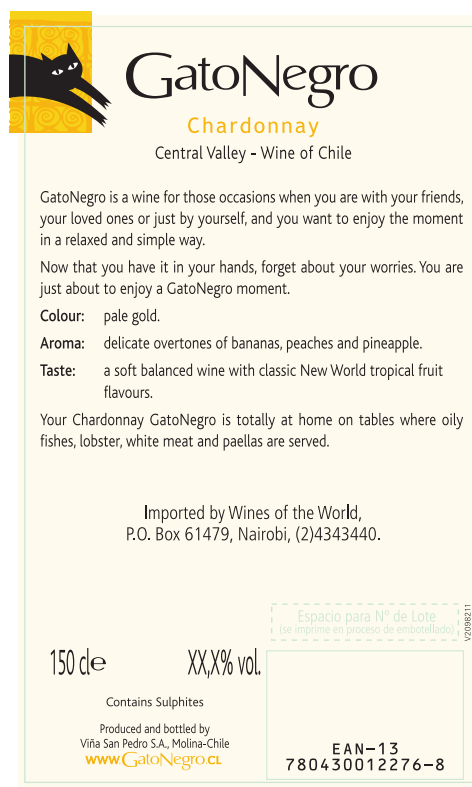 GatoNegro
Chardonnay
Central Valley - Wine of Chile
GatoNegro is a wine for those occasions when you are with your friends,
your loved ones or just by yourself, and you want to enjoy the moment
in a relaxed and simple way.
Now that you have it in your hands, forget about your worries. You are
just about to enjoy a GatoNegro moment.
Colour: pale gold.
Aroma: delicate overtones of bananas, peaches and pineapple.
Taste: a soft balanced wine with classic New World tropical fruit
flavours.
Your Chardonnay GatoNegro is totally at home on tables where oily
fishes, lobster, white meat and paellas are served.
Imported by Wines of the World,
P.O. Box 61479, Nairobi, (2)4343440.
Espacio para Nº de Lote
(se imprime en proceso de embotellado)
V2098211
150 cl℮ XX,X% vol.
Contains Sulphites
Produced and bottled by
Viña San Pedro S.A., Molina-Chile
www.GatoNegro.CL
EAN-13
780430012276-8